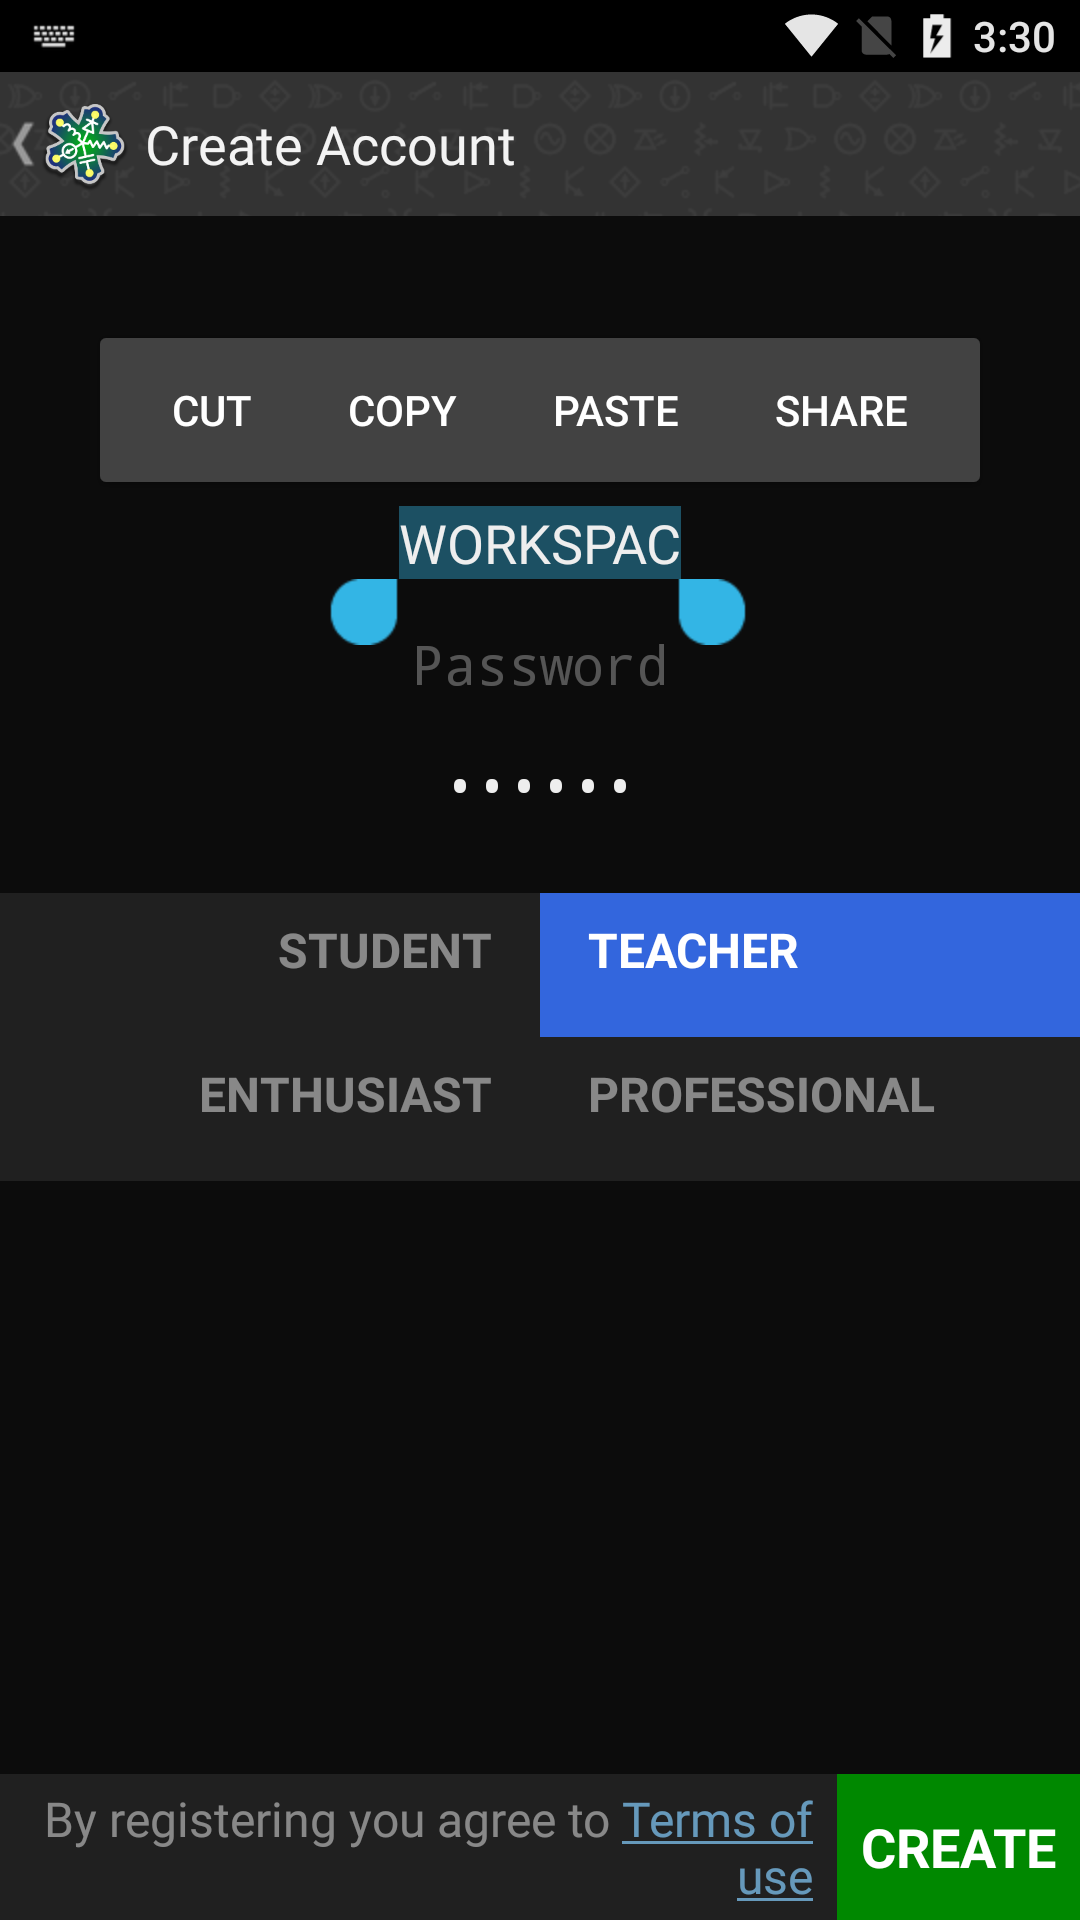 3:30
Create Account
CUT COPY PASTE SHARE
WORKSPAC
Password
••••••
STUDENT TEACHER
ENTHUSIAST PROFESSIONAL
By registering you agree to Terms of
use
CREATE